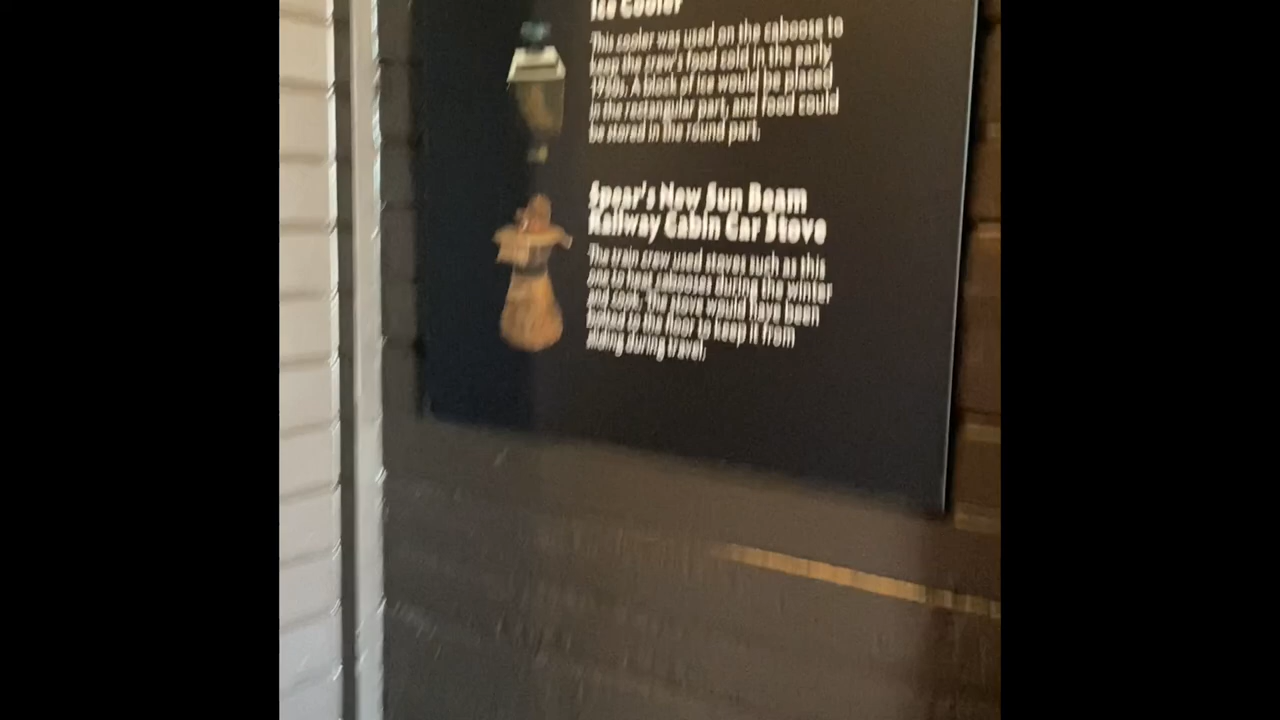 Ice Cooler
This cooler was used on the caboose to
keep the crew's food cold in the early
1900s. A block of ice would be placed
in the rectangular part, and food could
be stored in the round part.
Spear's New Sun Beam
Railway Cabin Car Stove
The train crew used stoves such as this
one to heat cabooses during the winter
and cook. The stove would have been
bolted to the floor to keep it from
sliding during travel.